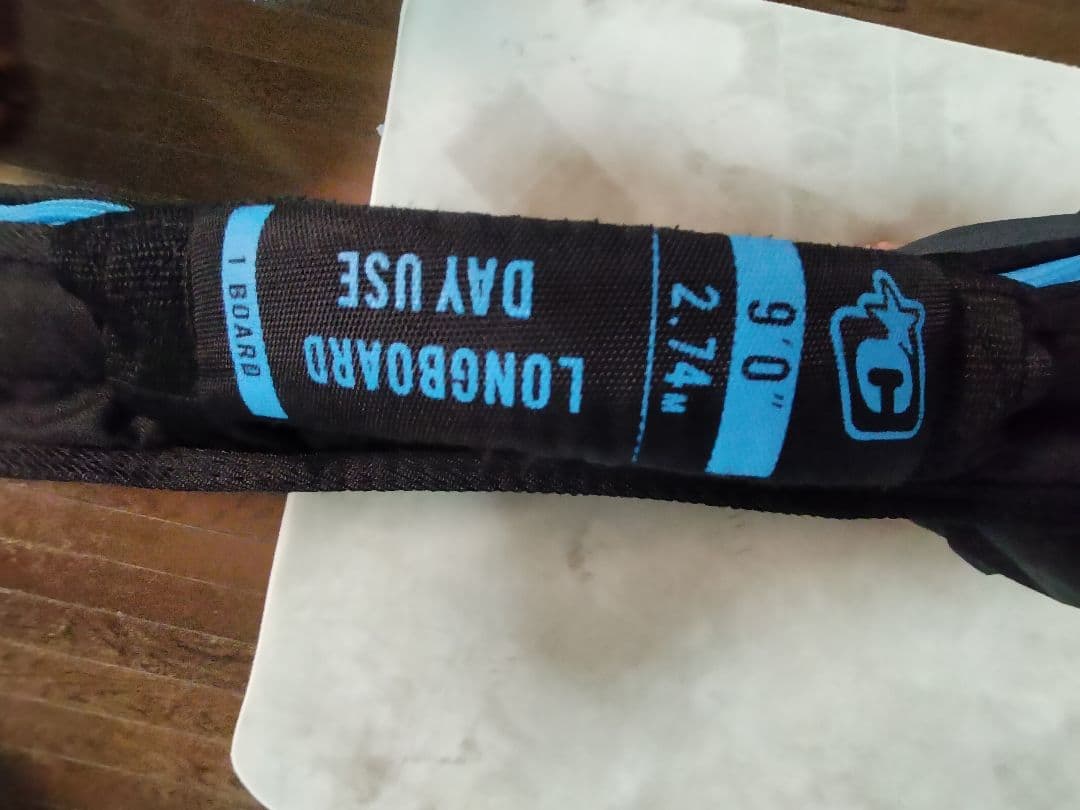 C
9'0"
2.74M
LONGBOARD
DAY USE
1 BOARD